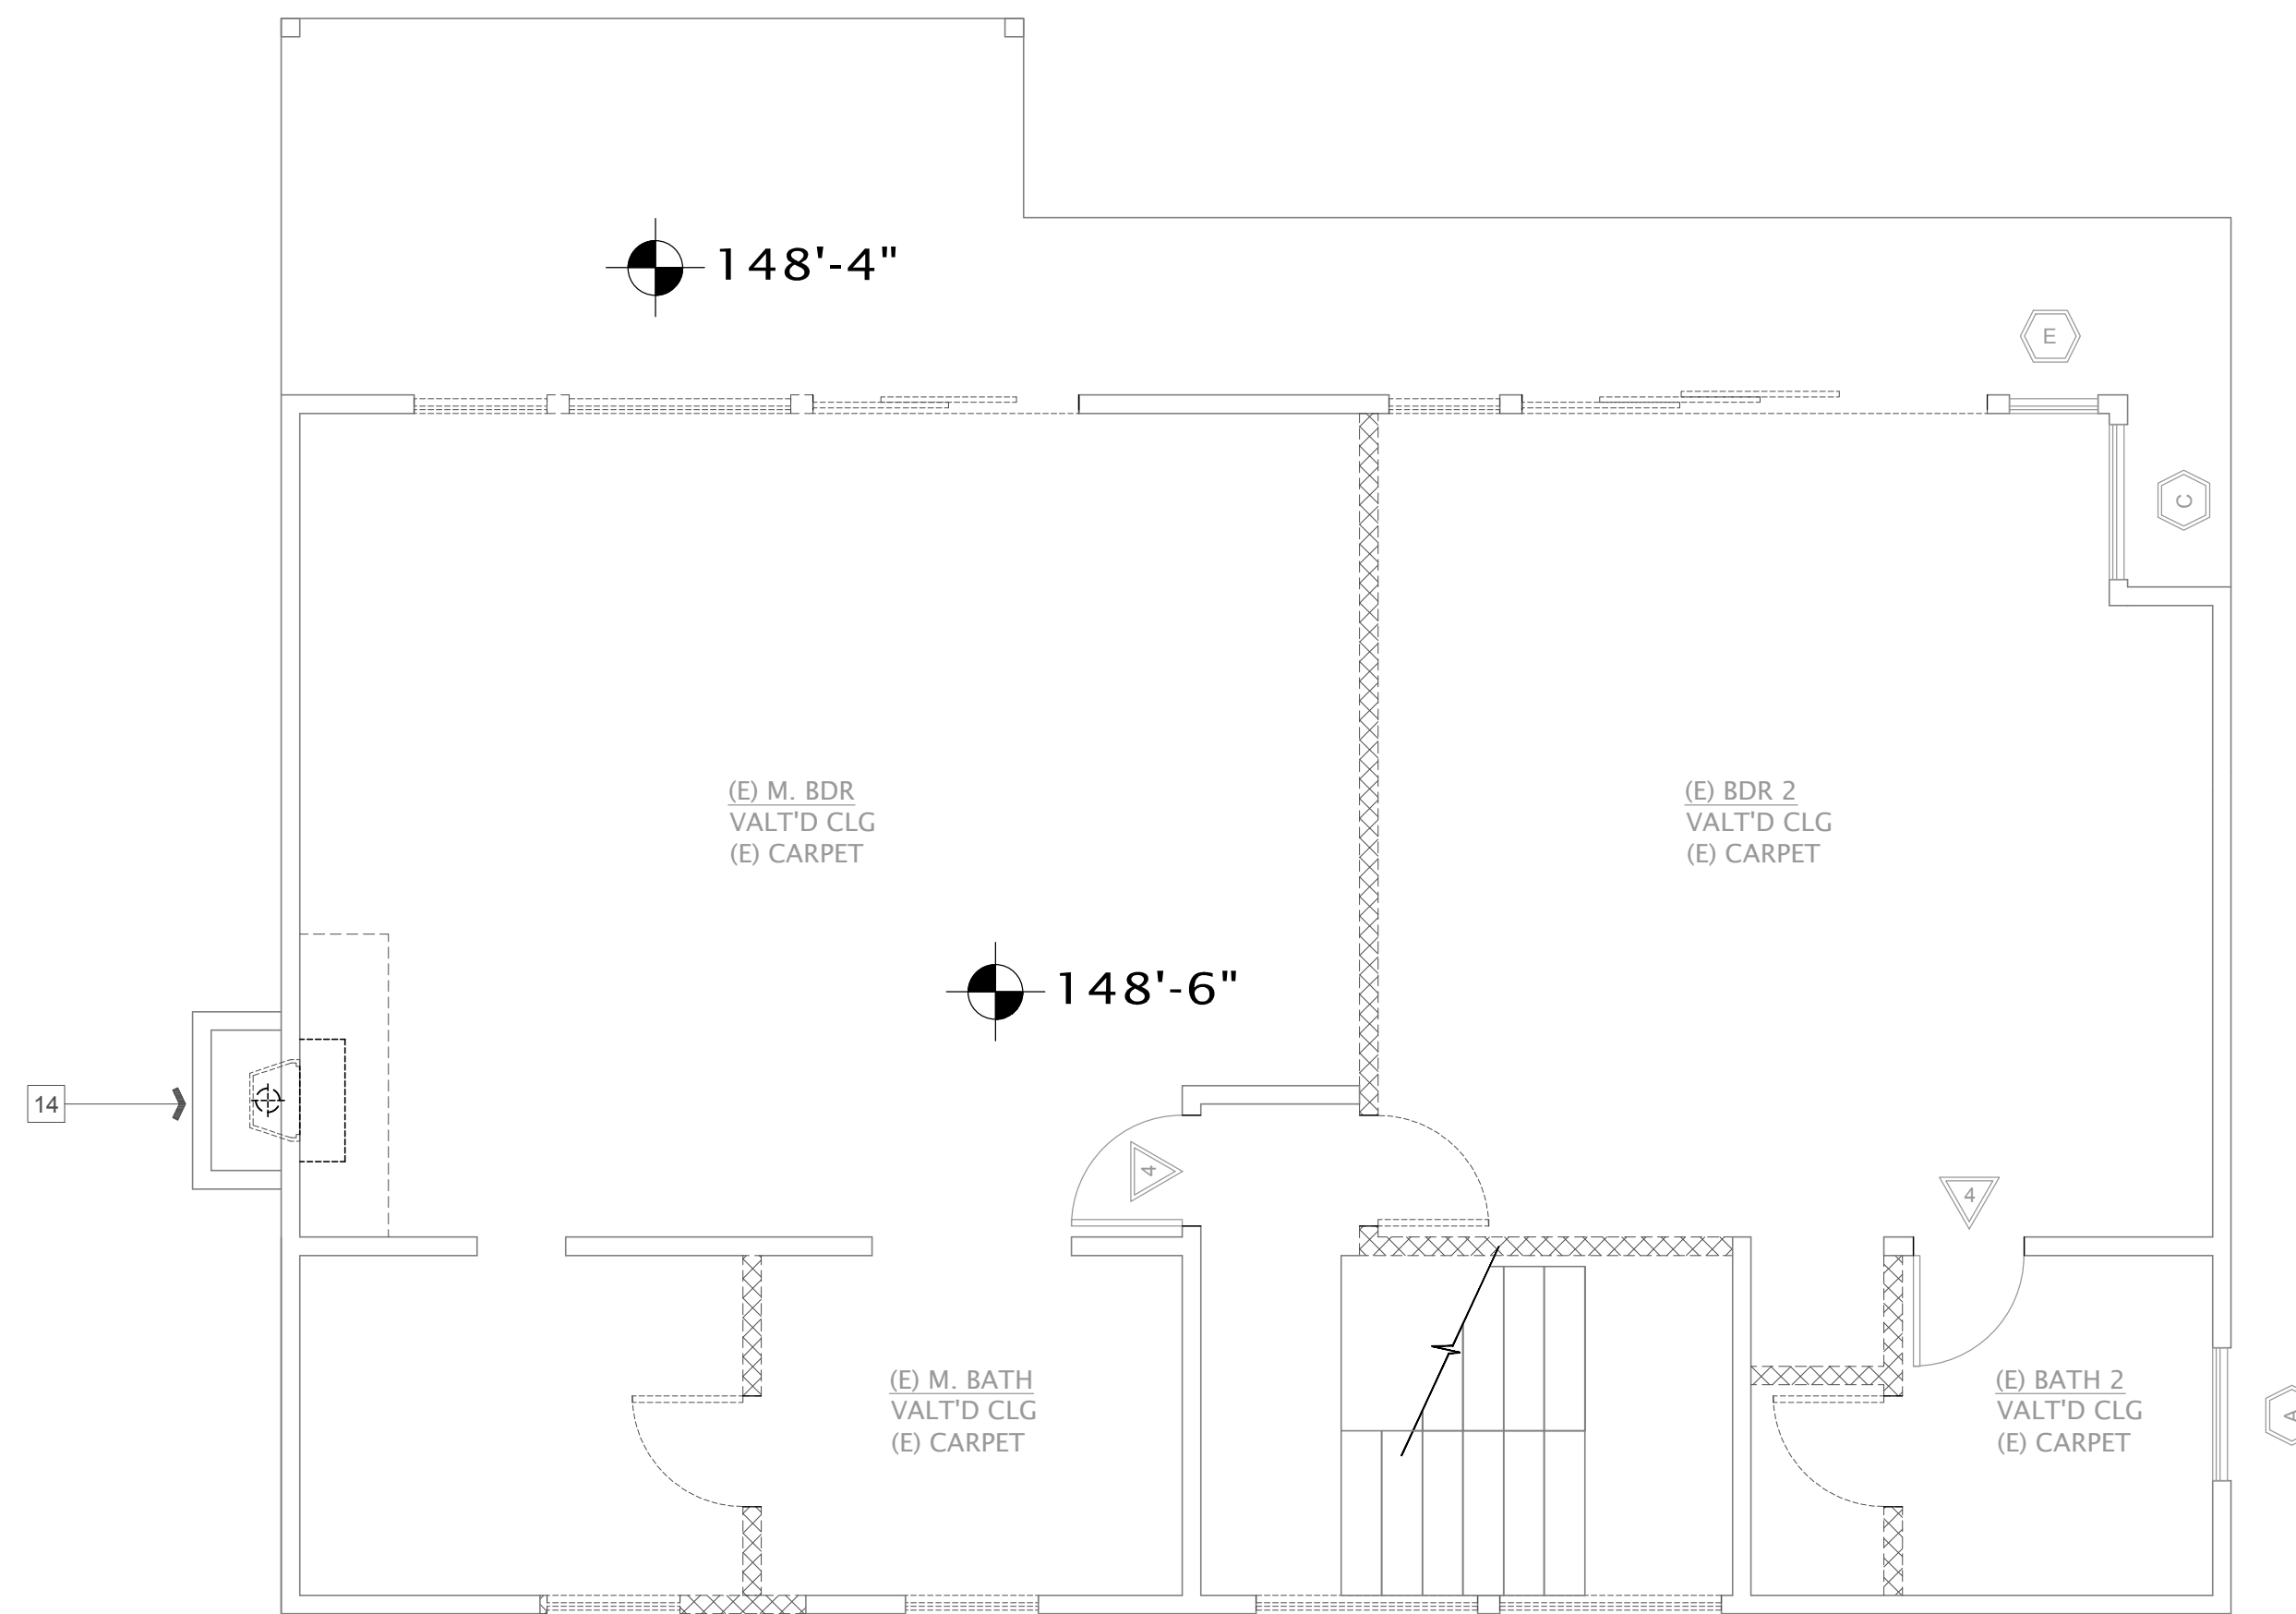 148'-4"
E
C
(E) M. BDR
VALT'D CLG
(E) CARPET
(E) BDR 2
VALT'D CLG
(E) CARPET
148'-6"
14
4
4
(E) M. BATH
VALT'D CLG
(E) CARPET
(E) BATH 2
VALT'D CLG
(E) CARPET
A